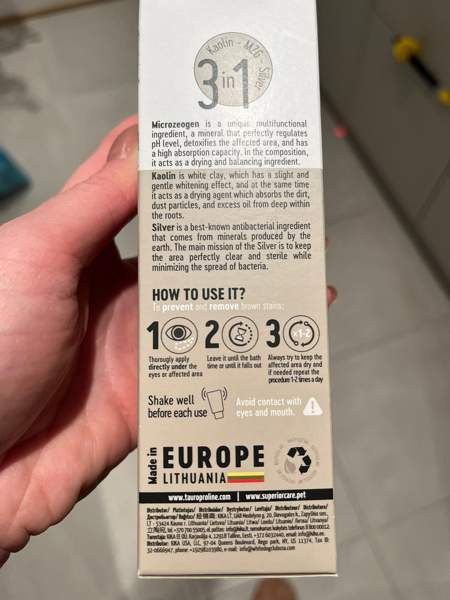 Kaolin - MZG - Silver
3 in 1
Microzeogen is a unique multifunctional
ingredient, a mineral that perfectly regulates
pH level, detoxifies the affected area, and has
a high absorption capacity. In the composition,
it acts as a drying and balancing ingredient.
Kaolin is white clay, which has a slight and
gentle whitening effect, and at the same time
it acts as a drying agent which absorbs the dirt,
dust particles, and excess oil from deep within
the roots.
Silver is a best-known antibacterial ingredient
that comes from minerals produced by the
earth. The main mission of the Silver is to keep
the area perfectly clear and sterile while
minimizing the spread of bacteria.
HOW TO USE IT?
To prevent and remove brown stains:
1 2 3 x1-2
Thorougly apply
directly under the
eyes or affected area
Leave it until the bath
time or until it falls out
Always try to keep the
affected area dry and
if needed repeat the
procedure 1-2 times a day
Shake well
before each use
Avoid contact with
eyes and mouth.
Made in
EUROPE
LITHUANIA
www.tauroproline.com | www.superiorcare.pet